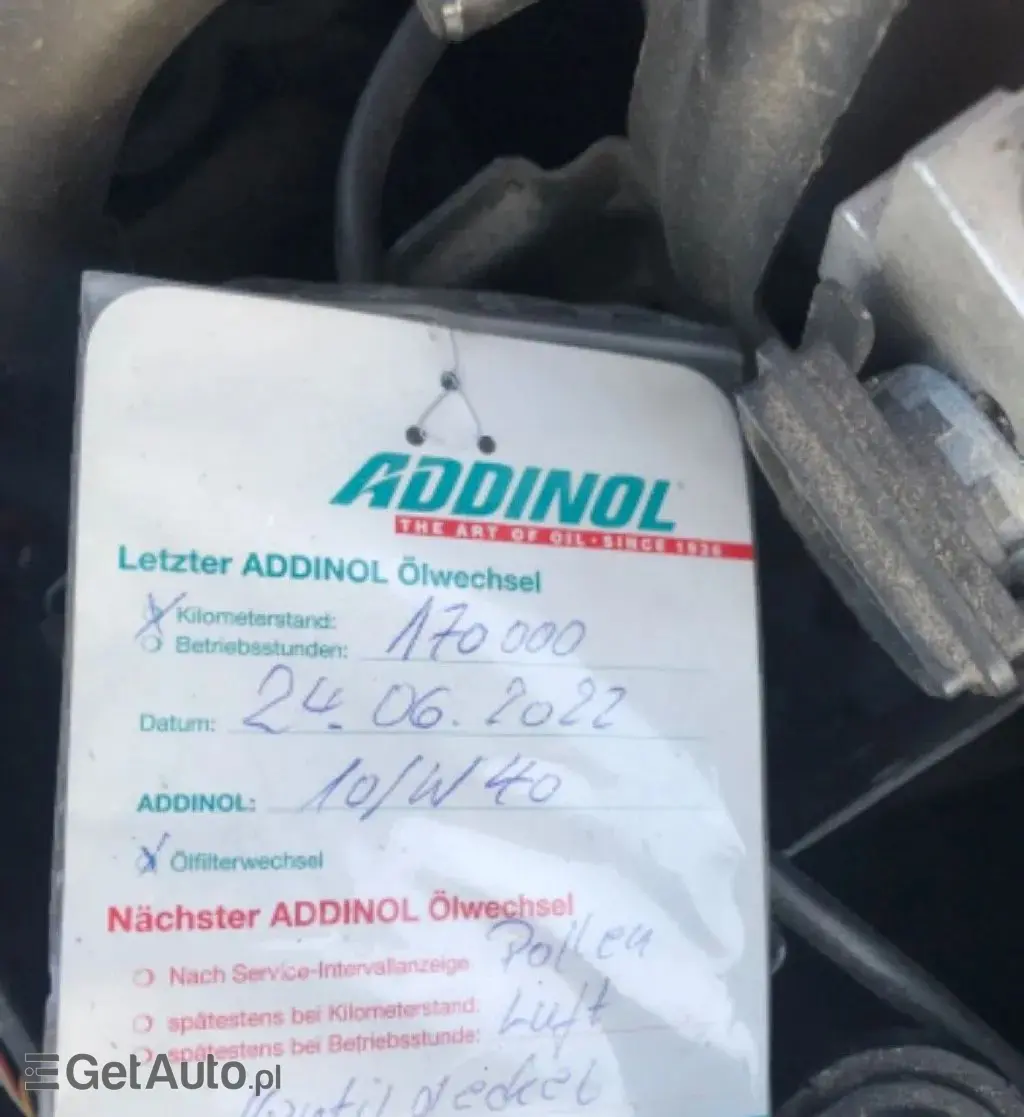 ADDINOL
THE ART OF OIL · SINCE 1936
Letzter ADDINOL Ölwechsel
Kilometerstand:
Betriebsstunden: 170 000
Datum: 24.06.2022
ADDINOL: 10/W40
Ölfilterwechsel
Nächster ADDINOL Ölwechsel
Pollen
Nach Service-Intervallanzeige
spätestens bei Kilometerstand: Luft
spätestens bei Betriebsstunde:
Ventildeckel
GetAuto.pl